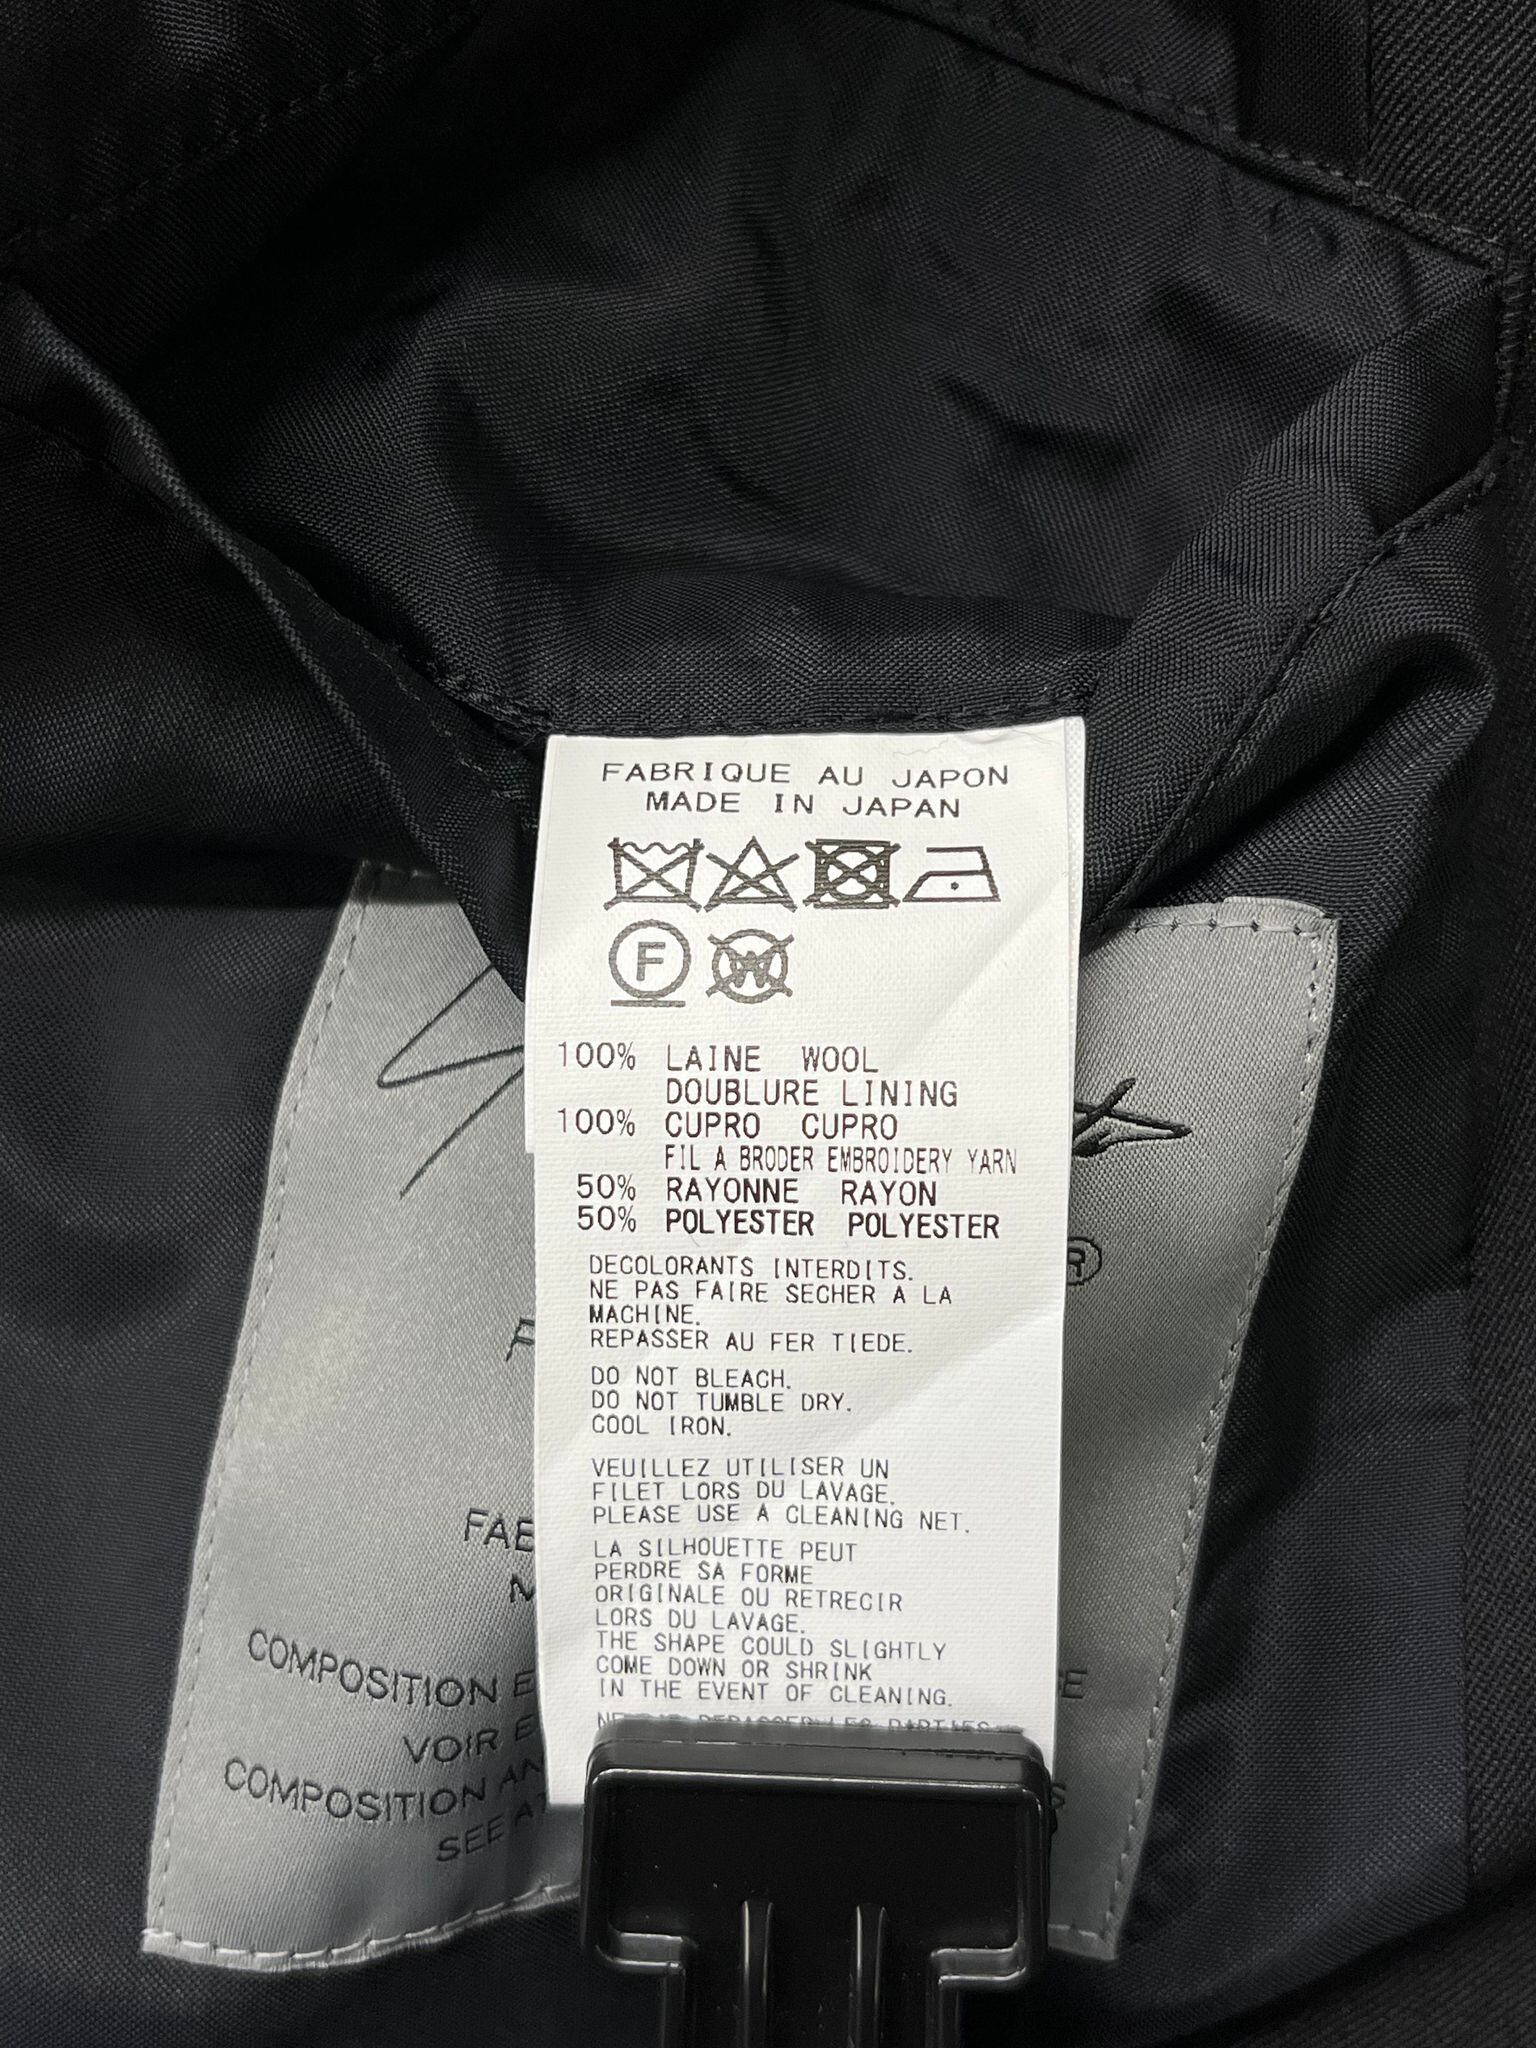 FABRIQUE AU JAPON
MADE IN JAPAN
F
W
100% LAINE WOOL
DOUBLURE LINING
100% CUPRO CUPRO
FIL A BRODER EMBROIDERY YARN
50% RAYONNE RAYON
50% POLYESTER POLYESTER
DECOLORANTS INTERDITS.
NE PAS FAIRE SECHER A LA
MACHINE.
REPASSER AU FER TIEDE.
DO NOT BLEACH.
DO NOT TUMBLE DRY.
COOL IRON.
VEUILLEZ UTILISER UN
FILET LORS DU LAVAGE.
PLEASE USE A CLEANING NET.
LA SILHOUETTE PEUT
PERDRE SA FORME
ORIGINALE OU RETRECIR
LORS DU LAVAGE.
THE SHAPE COULD SLIGHTLY
COME DOWN OR SHRINK
IN THE EVENT OF CLEANING.
LES PARTIES
®
COMPOSITION
VOIR
COMPOSITION
SEE